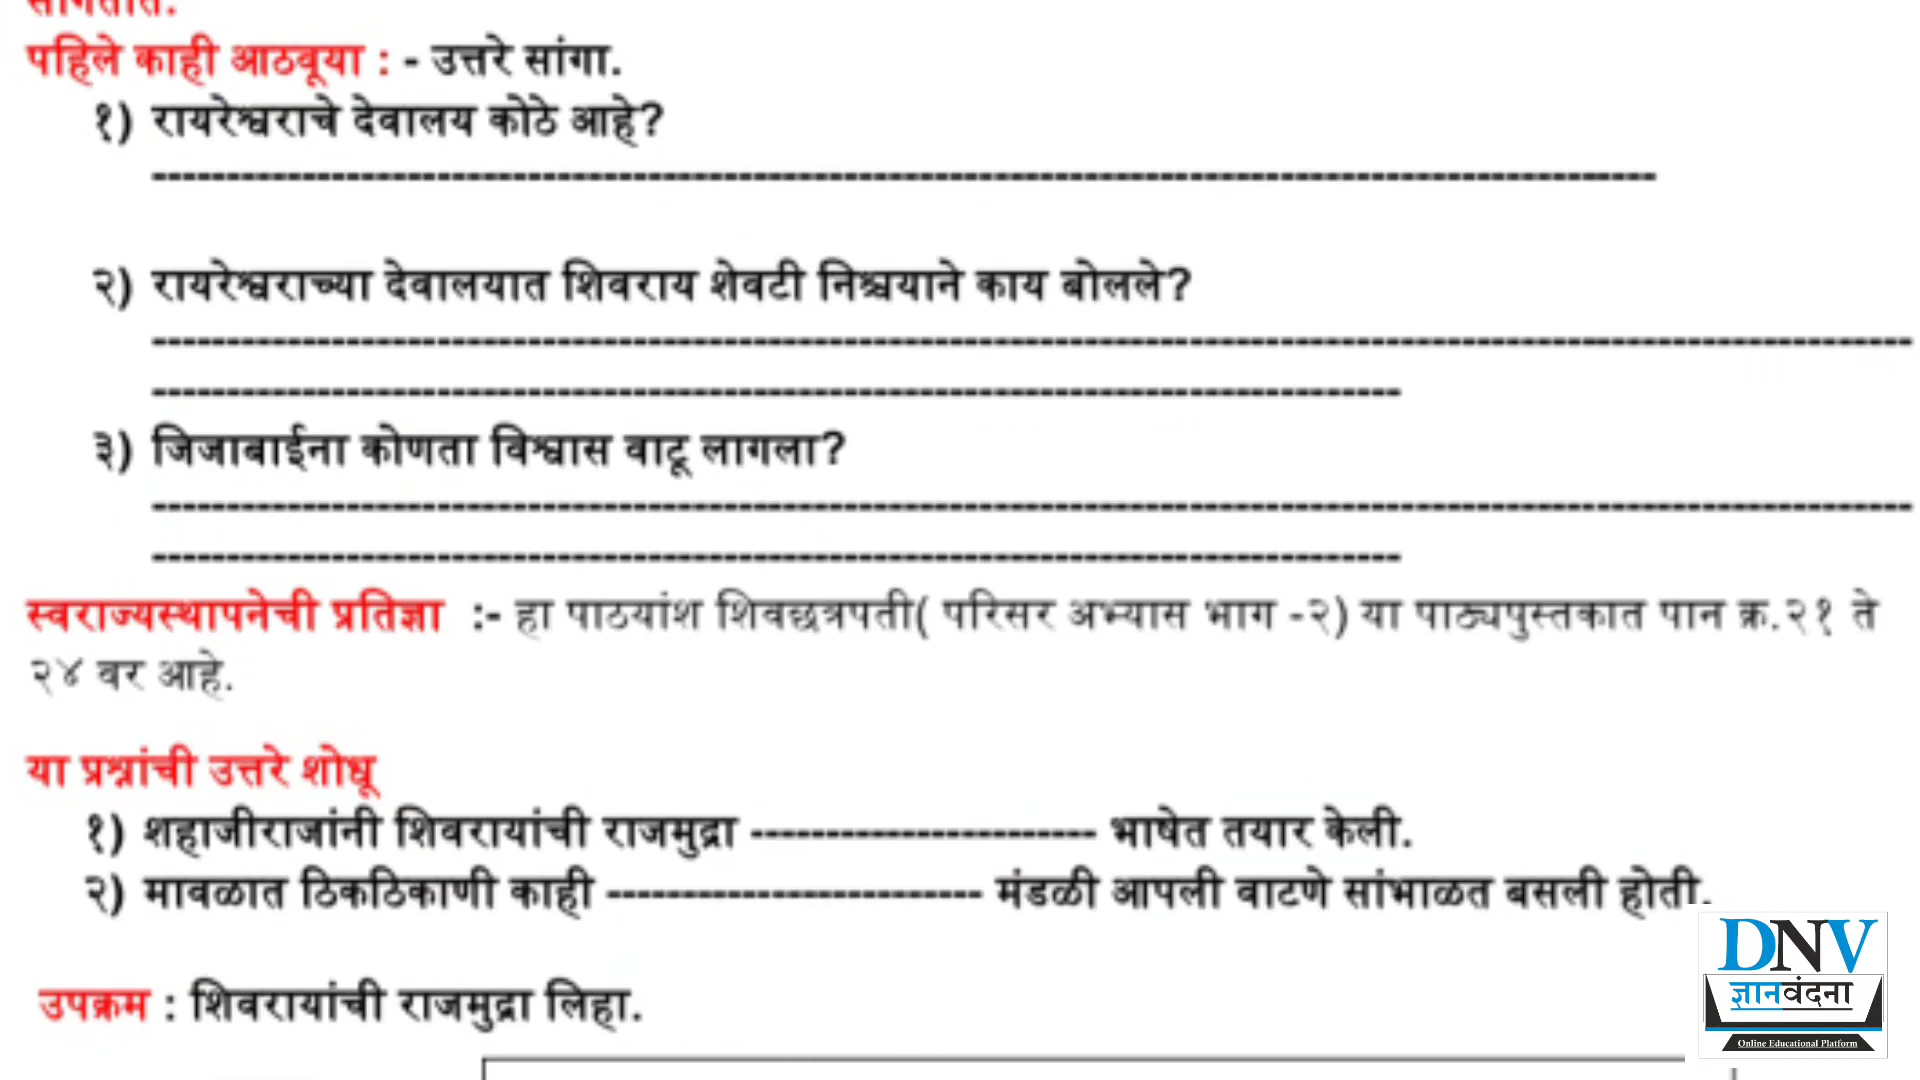 पहिले काही आठवूया : - उत्तरे सांगा.
१) रायरेश्वराचे देवालय कोठे आहे?
२) रायरेश्वराच्या देवालयात शिवराय शेवटी निश्चयाने काय बोलले?
३) जिजाबाईना कोणता विश्वास वाटू लागला?
स्वराज्यस्थापनेची प्रतिज्ञा :- हा पाठयांश शिवछत्रपती( परिसर अभ्यास भाग -२) या पाठ्यपुस्तकात पान क्र.२१ ते
२४ वर आहे.
या प्रश्नांची उत्तरे शोधू
१) शहाजीराजांनी शिवरायांची राजमुद्रा ----------------------- भाषेत तयार केली.
२) मावळात ठिकठिकाणी काही ------------------------- मंडळी आपली वाटणे सांभाळत बसली होती.
उपक्रम : शिवरायांची राजमुद्रा लिहा.
DNV
ज्ञानवंदना
Online Educational Platform